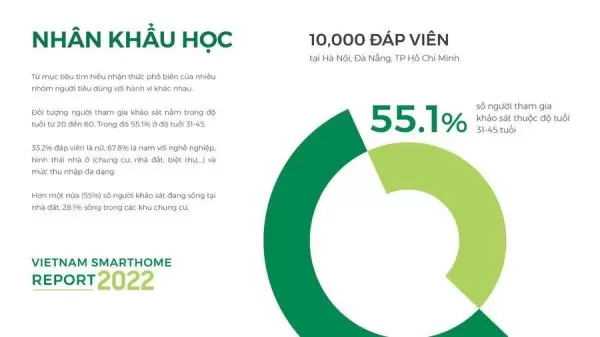 NHÂN KHẨU HỌC
Từ mục tiêu tìm hiểu nhận thức phổ biến của nhiều
nhóm người tiêu dùng với hành vi khác nhau.
Đối tượng người tham gia khảo sát nằm trong độ
tuổi từ 20 đến 60. Trong đó 55.1% ở độ tuổi 31-45.
33.2% đáp viên là nữ, 67.8% là nam với nghề nghiệp,
hình thái nhà ở (chung cư, nhà đất, biệt thự,...) và
mức thu nhập đa dạng.
Hơn một nửa (55%) số người khảo sát đang sống tại
nhà đất, 28.1% sống trong các khu chung cư.
VIETNAM SMARTHOME
REPORT 2022
10,000 ĐÁP VIÊN
tại Hà Nội, Đà Nẵng, TP Hồ Chí Minh
55.1%
số người tham gia
khảo sát thuộc độ tuổi
31-45 tuổi